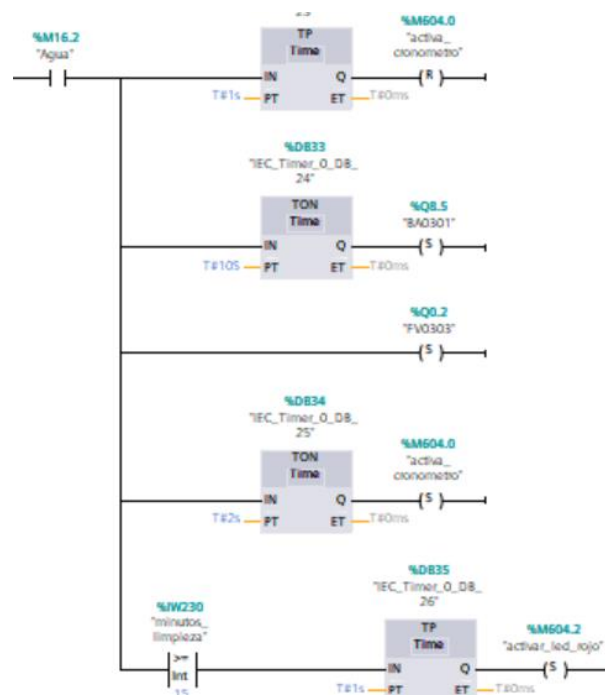 TP
%M604.0
%M16.2
Time
"activa_
"Agua"
cronometro"
IN Q
R
T#1s PT ET T#0ms
%DB33
"IEC_Timer_0_DB_
24"
TON
%Q8.5
Time
"BA0301"
IN Q
S
T#10S PT ET T#0ms
%Q0.2
"FV0303"
S
%DB34
"IEC_Timer_0_DB_
25"
%M604.0
TON
"activa_
Time
cronometro"
IN Q
S
T#2s PT ET T#0ms
%DB35
"IEC_Timer_0_DB_
26"
%IW230
"minutos_
TP
%M604.2
limpieza"
Time
"activar_led_rojo"
>=
IN Q
S
Int
T#1s PT ET T#0ms
15